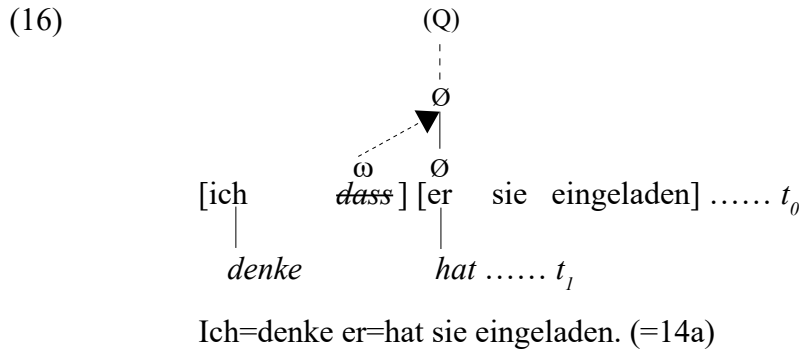 (16) (Q)
Ø
ω Ø
[ich dass ] [er sie eingeladen] …… t₀
denke hat …… t₁
Ich=denke er=hat sie eingeladen. (=14a)